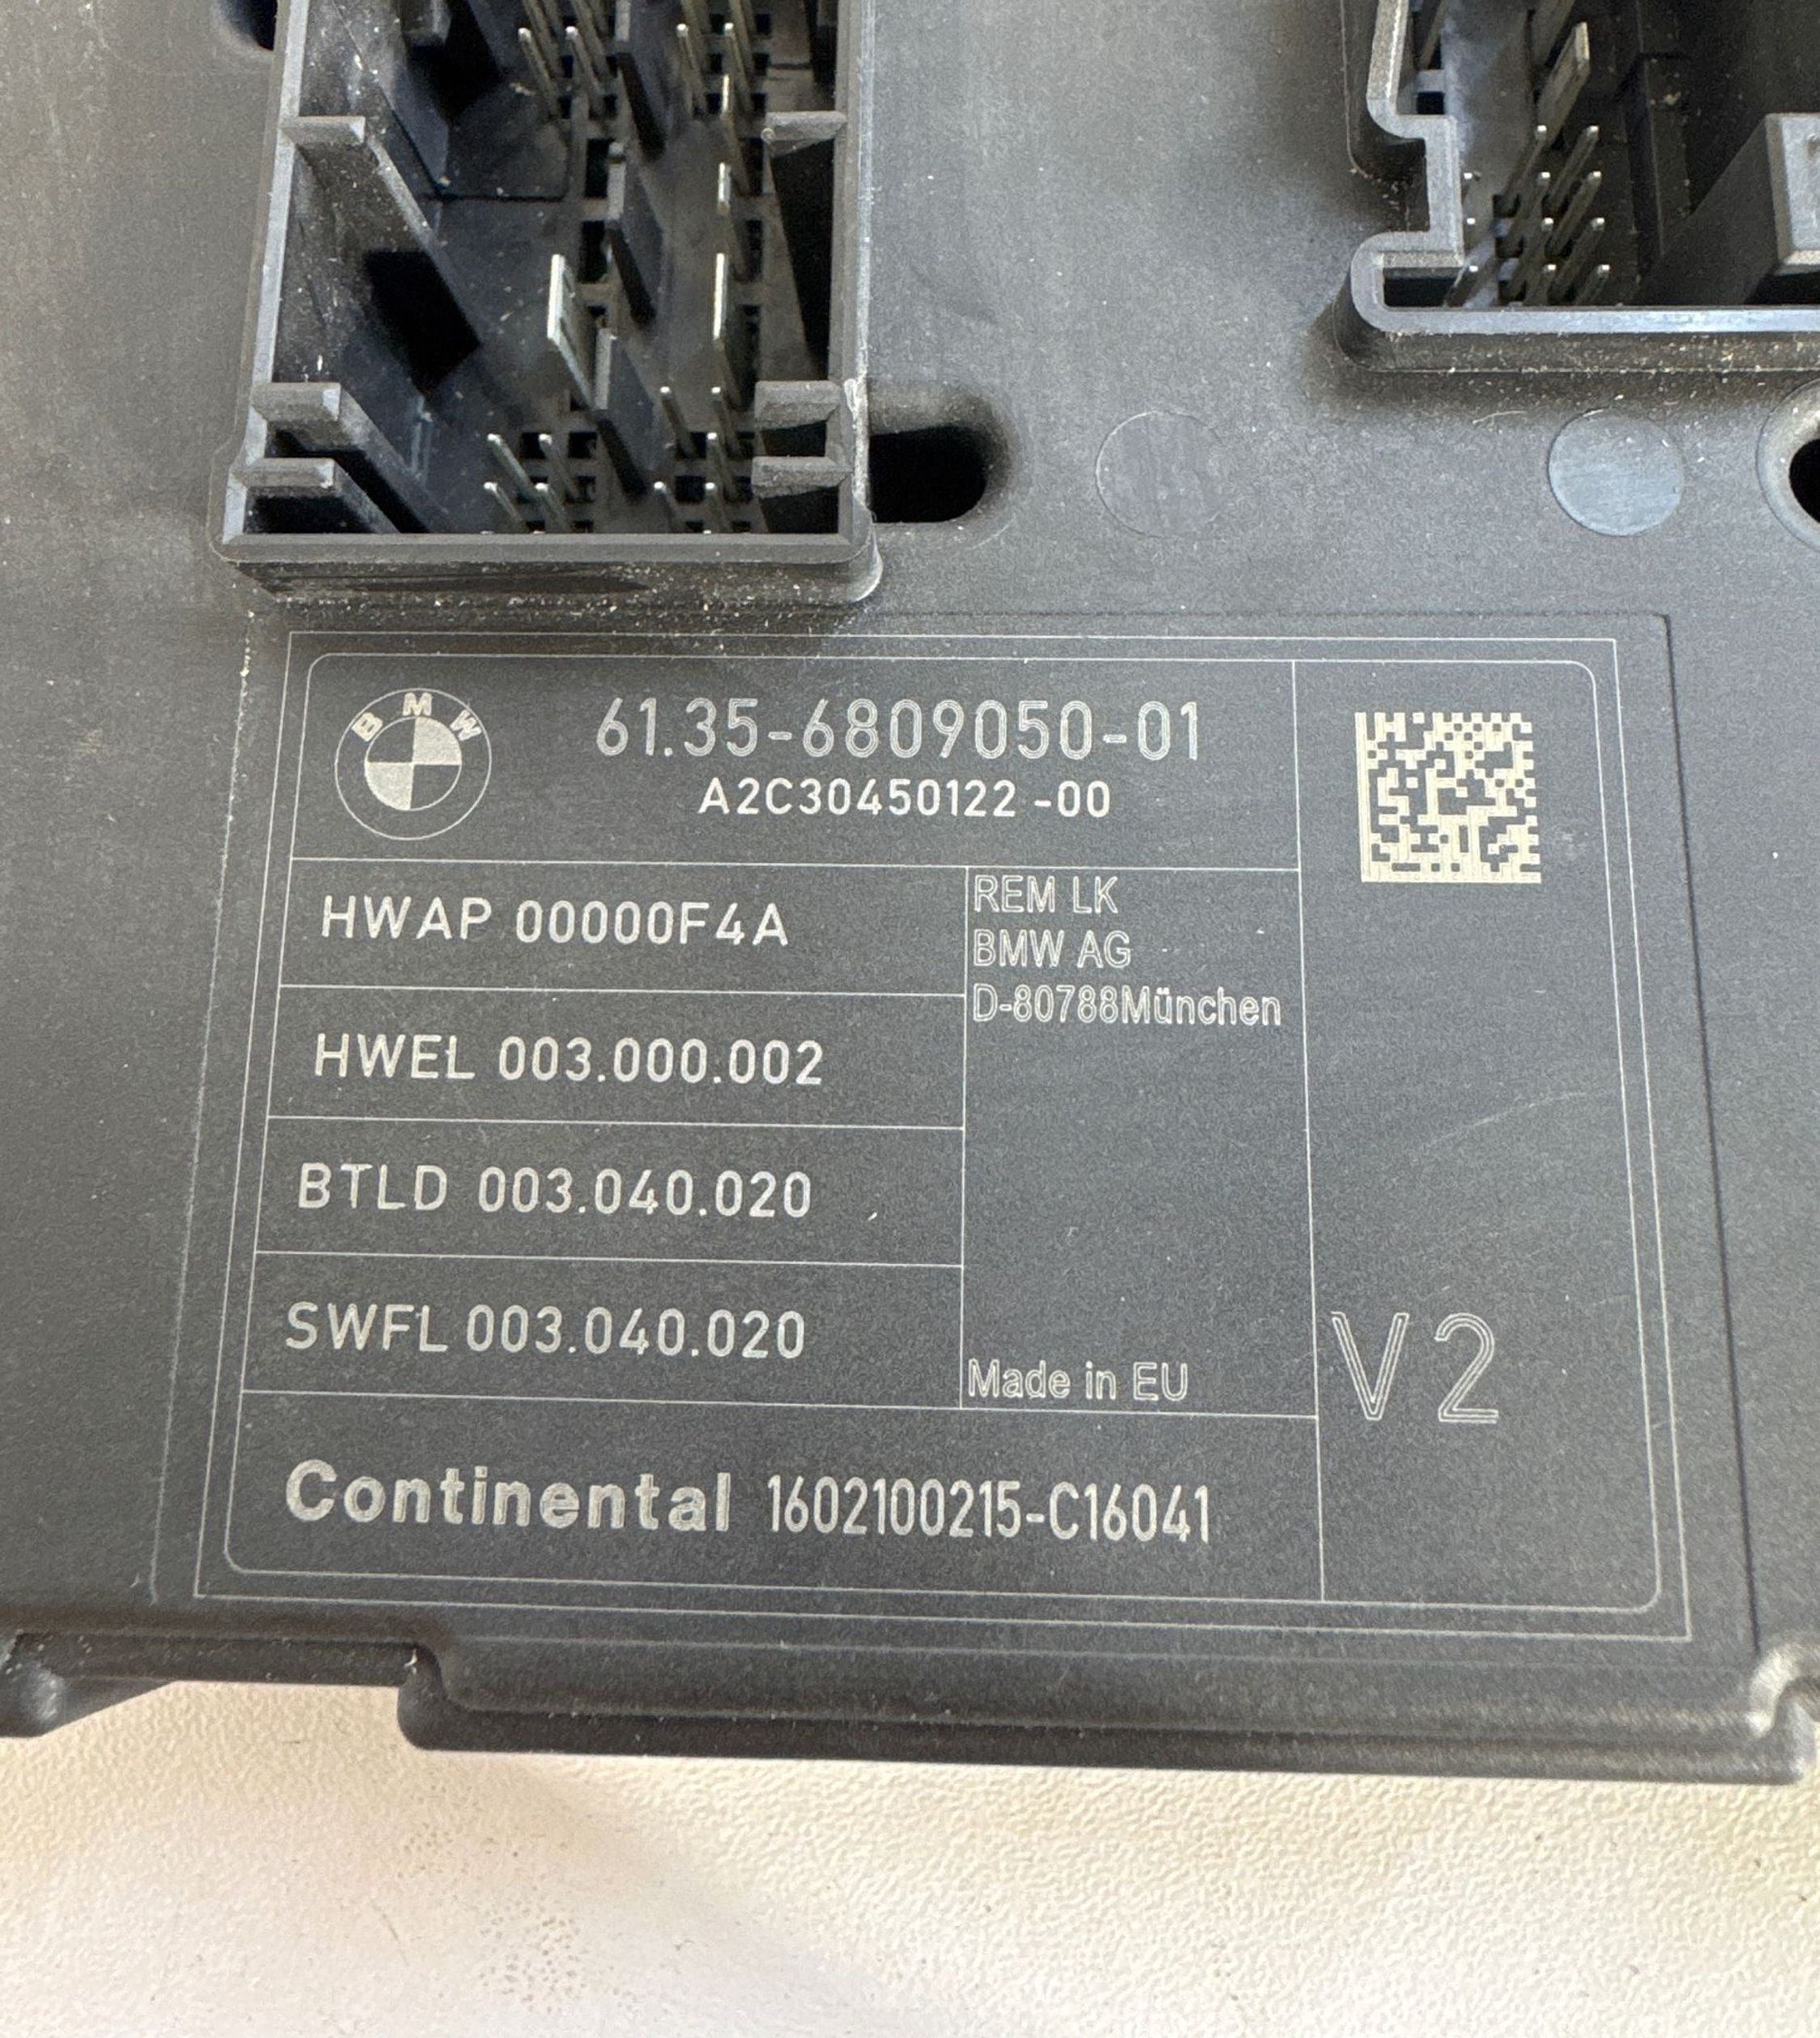 BMW
61.35-6809050-01
A2C30450122 -00
HWAP 00000F4A
REM LK
BMW AG
D-80788München
HWEL 003.000.002
BTLD 003.040.020
SWFL 003.040.020
Made in EU
V2
Continental 1602100215-C16041